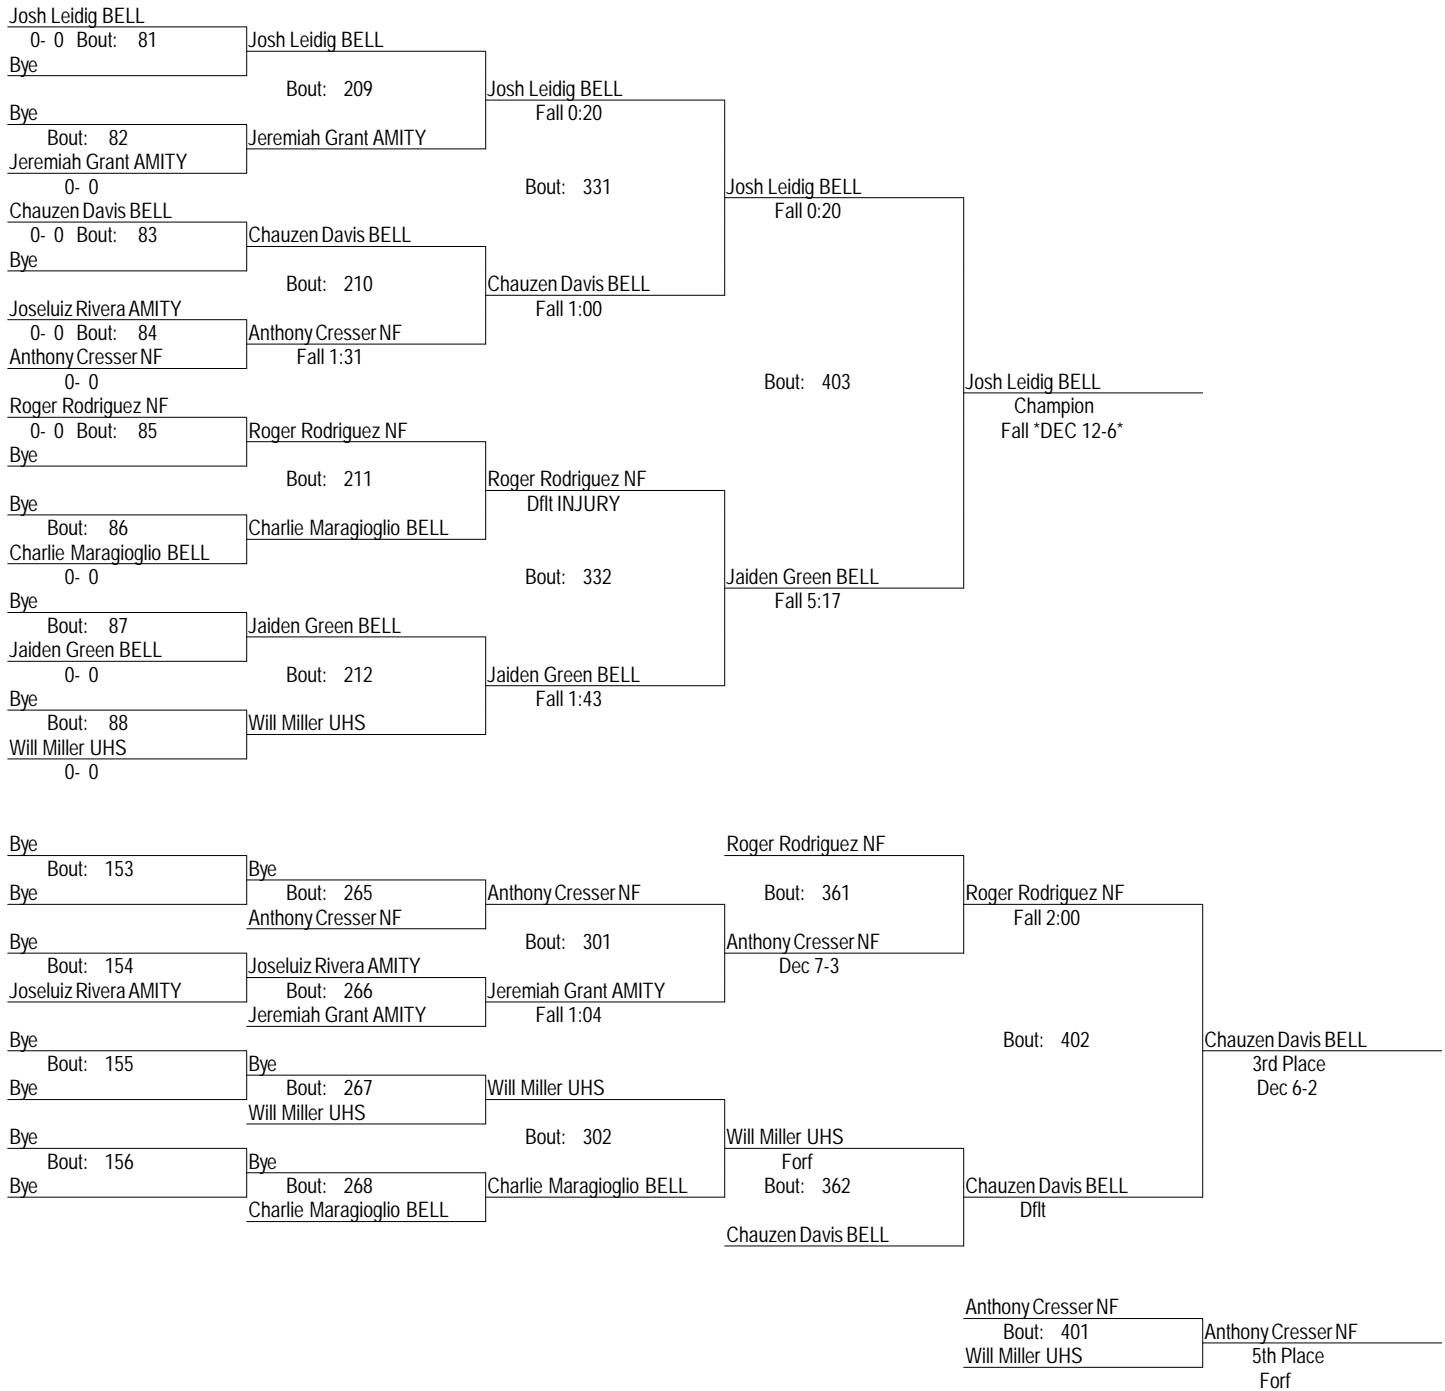 Josh Leidig BELL
0- 0 Bout: 81
Josh Leidig BELL
Bye
Bout: 209
Josh Leidig BELL
Bye
Fall 0:20
Bout: 82
Jeremiah Grant AMITY
Jeremiah Grant AMITY
0- 0
Bout: 331
Josh Leidig BELL
Chauzen Davis BELL
Fall 0:20
0- 0 Bout: 83
Chauzen Davis BELL
Bye
Bout: 210
Chauzen Davis BELL
Joseluiz Rivera AMITY
Fall 1:00
0- 0 Bout: 84
Anthony Cresser NF
Anthony Cresser NF
Fall 1:31
0- 0
Bout: 403
Josh Leidig BELL
Roger Rodriguez NF
Champion
0- 0 Bout: 85
Roger Rodriguez NF
Fall *DEC 12-6*
Bye
Bout: 211
Roger Rodriguez NF
Bye
Dflt INJURY
Bout: 86
Charlie Maragioglio BELL
Charlie Maragioglio BELL
0- 0
Bout: 332
Jaiden Green BELL
Bye
Fall 5:17
Bout: 87
Jaiden Green BELL
Jaiden Green BELL
0- 0
Bout: 212
Jaiden Green BELL
Bye
Fall 1:43
Bout: 88
Will Miller UHS
Will Miller UHS
0- 0
Bye
Roger Rodriguez NF
Bout: 153
Bye
Bye
Bout: 265
Anthony Cresser NF
Bout: 361
Roger Rodriguez NF
Anthony Cresser NF
Fall 2:00
Bye
Bout: 301
Anthony Cresser NF
Bout: 154
Joseluiz Rivera AMITY
Dec 7-3
Joseluiz Rivera AMITY
Bout: 266
Jeremiah Grant AMITY
Jeremiah Grant AMITY
Fall 1:04
Bye
Bout: 402
Chauzen Davis BELL
Bout: 155
Bye
3rd Place
Bye
Bout: 267
Will Miller UHS
Dec 6-2
Will Miller UHS
Bye
Bout: 302
Will Miller UHS
Bout: 156
Bye
Forf
Bye
Bout: 268
Charlie Maragioglio BELL
Bout: 362
Chauzen Davis BELL
Charlie Maragioglio BELL
Dflt
Chauzen Davis BELL
Anthony Cresser NF
Bout: 401
Anthony Cresser NF
Will Miller UHS
5th Place
Forf